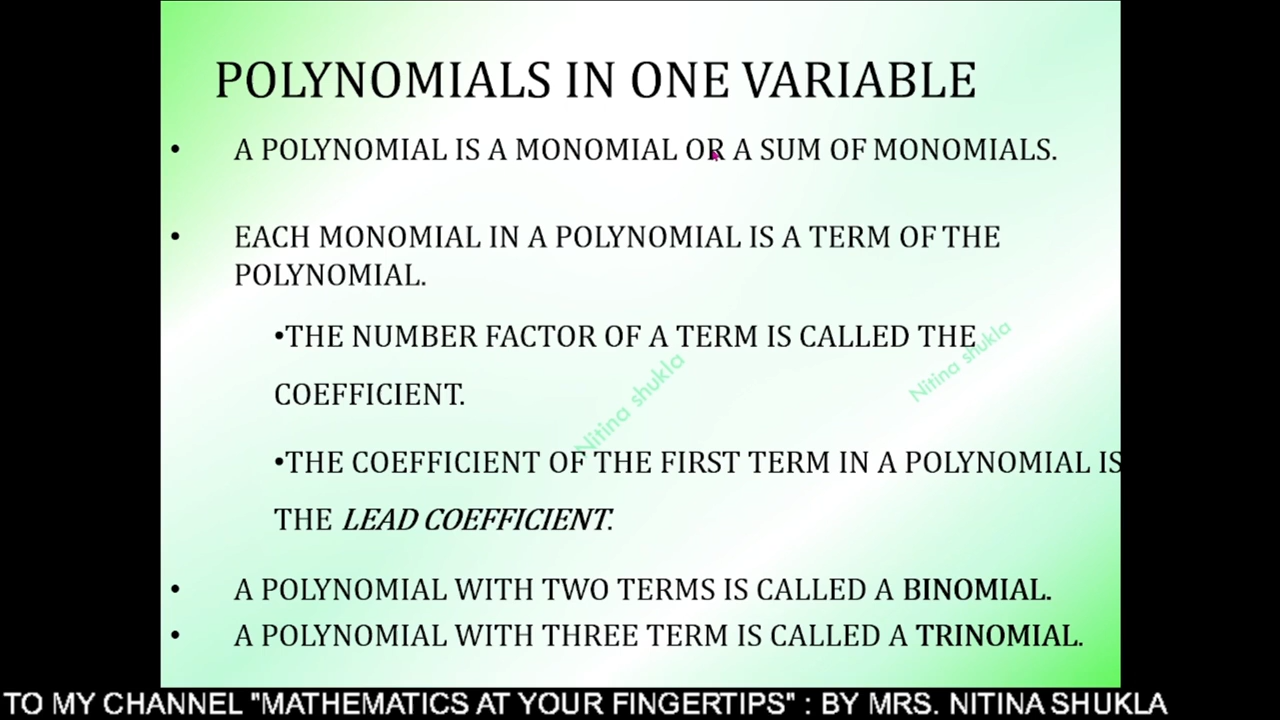 POLYNOMIALS IN ONE VARIABLE
• A POLYNOMIAL IS A MONOMIAL OR A SUM OF MONOMIALS.
• EACH MONOMIAL IN A POLYNOMIAL IS A TERM OF THE
POLYNOMIAL.
•THE NUMBER FACTOR OF A TERM IS CALLED THE
COEFFICIENT.
•THE COEFFICIENT OF THE FIRST TERM IN A POLYNOMIAL IS
THE LEAD COEFFICIENT.
• A POLYNOMIAL WITH TWO TERMS IS CALLED A BINOMIAL.
• A POLYNOMIAL WITH THREE TERM IS CALLED A TRINOMIAL.
Nitina shukla
Nitina shukla
TO MY CHANNEL "MATHEMATICS AT YOUR FINGERTIPS" : BY MRS. NITINA SHUKLA